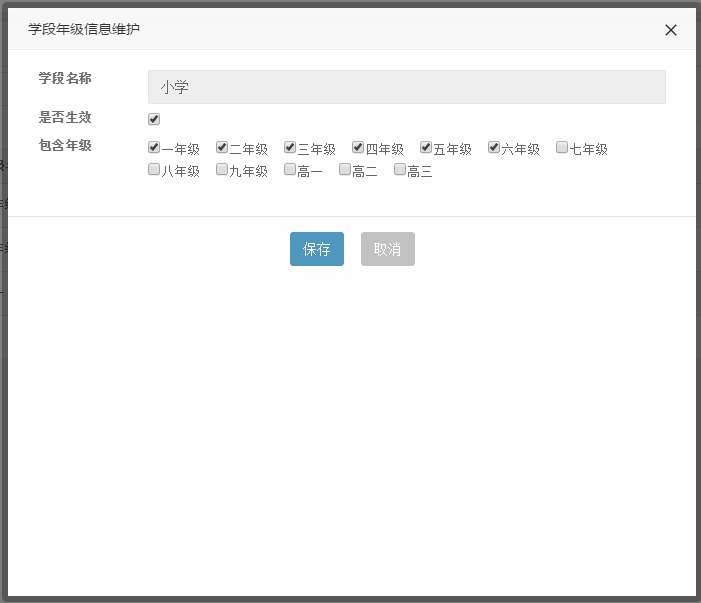 学段年级信息维护
学段名称 小学
是否生效
包含年级 一年级 二年级 三年级 四年级 五年级 六年级 七年级
八年级 九年级 高一 高二 高三
保存 取消